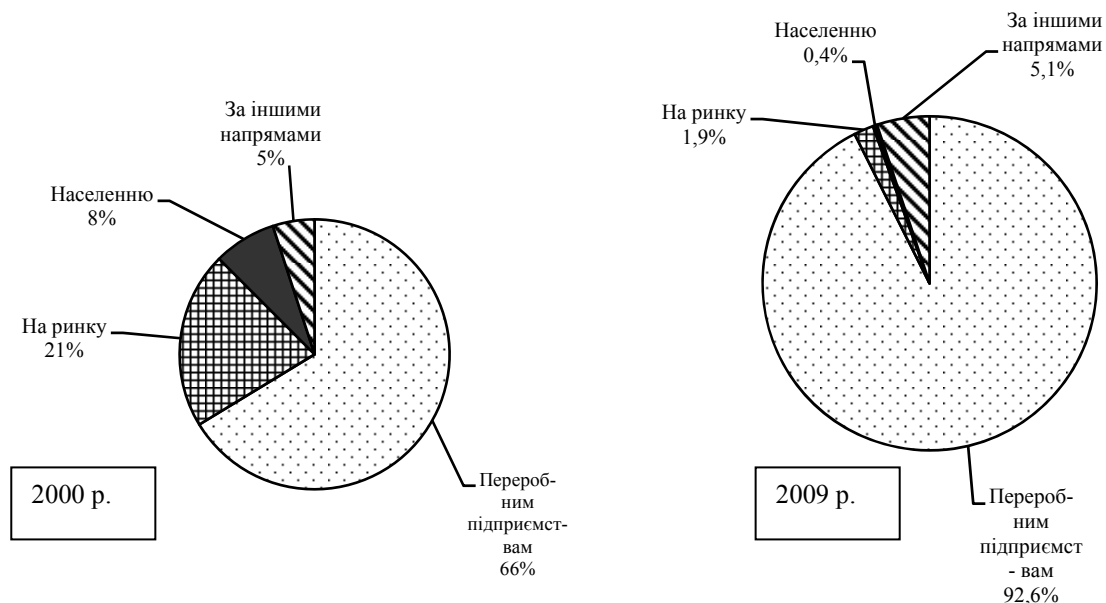 За іншими
напрямами
5%
Населенню
8%
На ринку
21%
Перероб-
ним
підприємст-
вам
66%
2000 р.
Населенню
0,4%
За іншими
напрямами
5,1%
На ринку
1,9%
Перероб-
ним
підприємст
- вам
92,6%
2009 р.